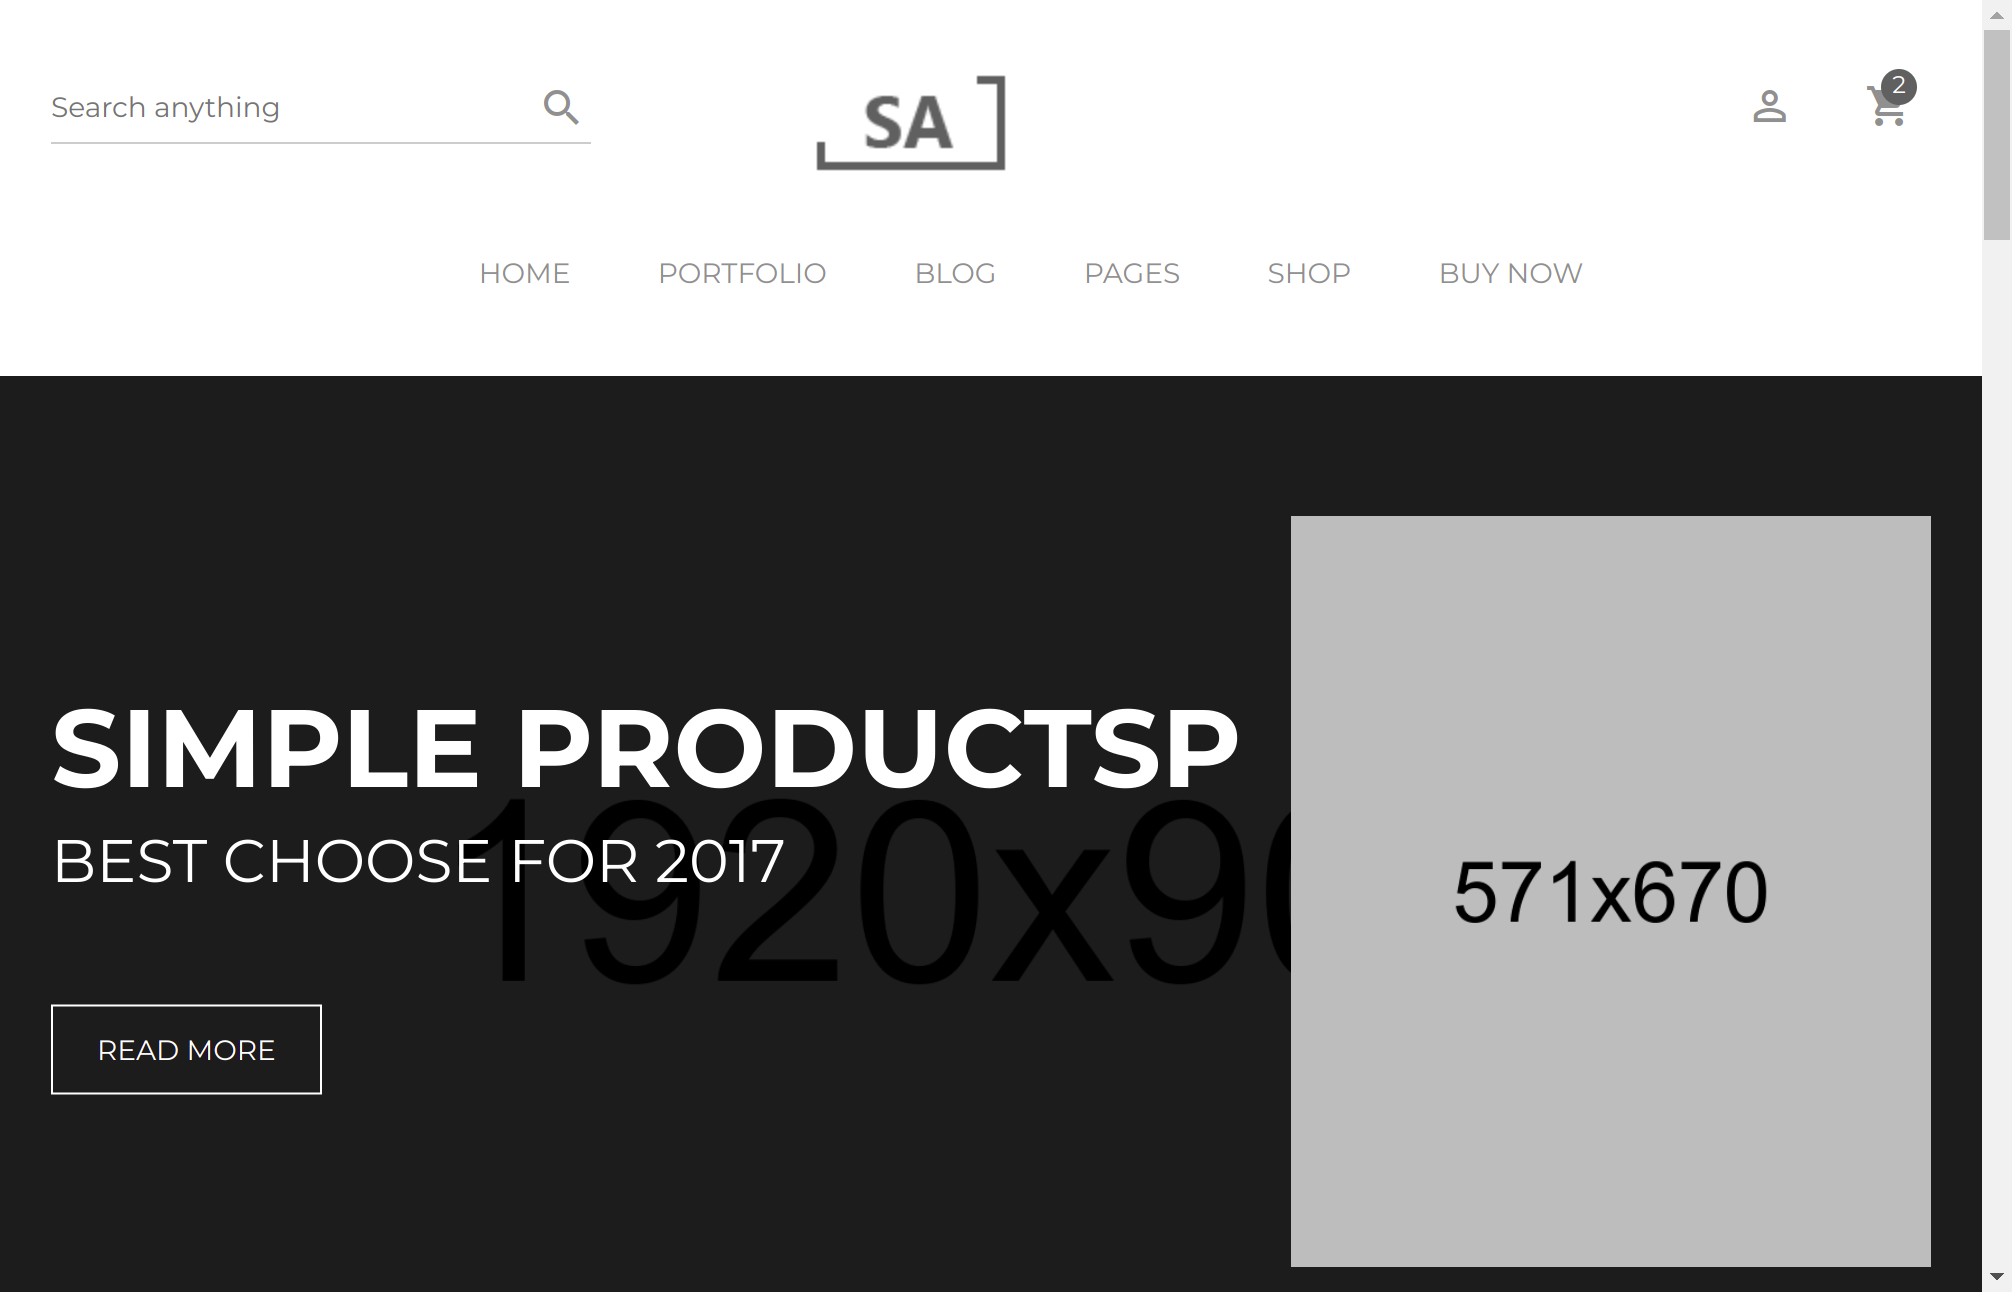 Search anything
SA
2
HOME PORTFOLIO BLOG PAGES SHOP BUY NOW
SIMPLE PRODUCTSP
BEST CHOOSE FOR 2017
1920x9
571x670
READ MORE